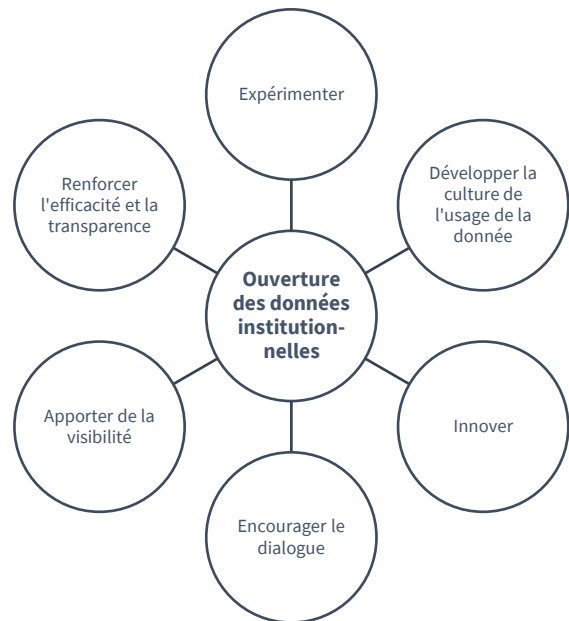 Expérimenter
Développer la
culture de
l'usage de la
donnée
Innover
Encourager le
dialogue
Apporter de la
visibilité
Renforcer
l'efficacité et la
transparence
Ouverture
des données
institution-
nelles